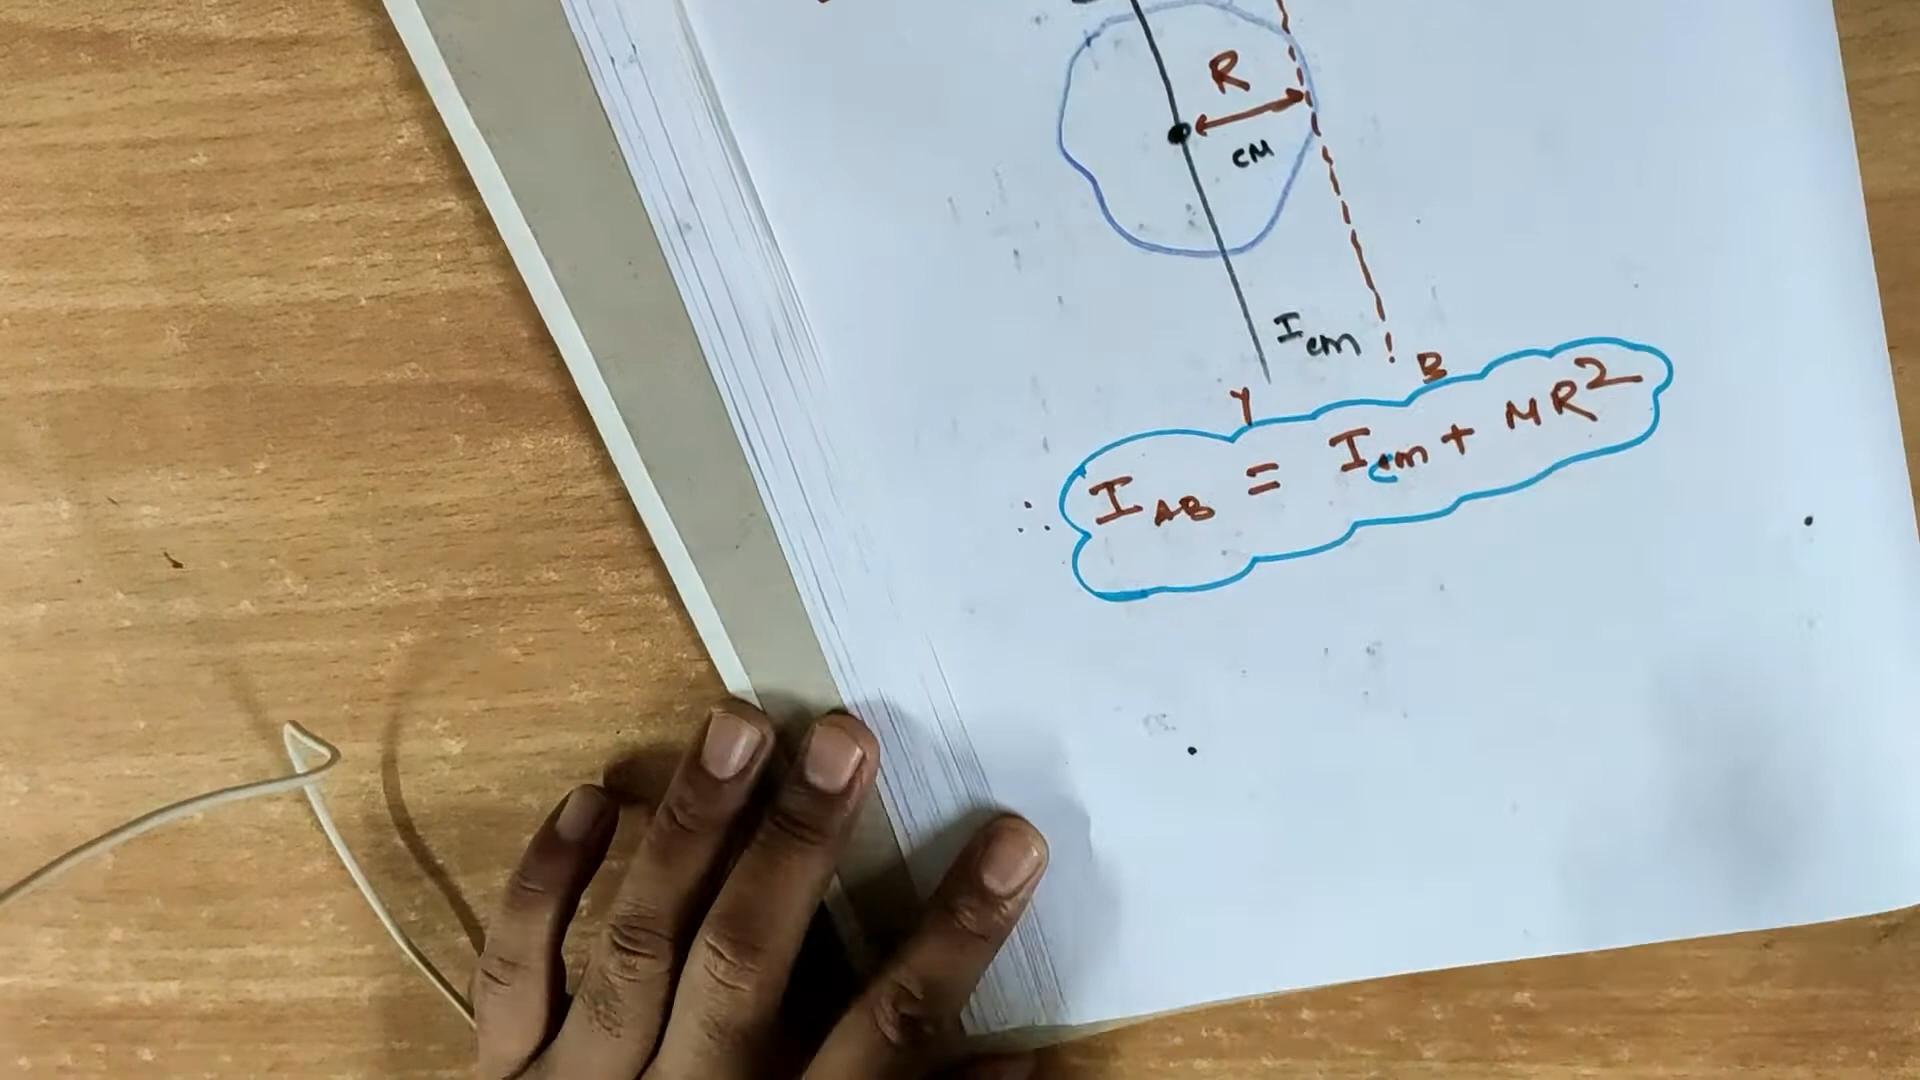 R
CM
Icm
B
Y
∴ IAB = Icm + MR²